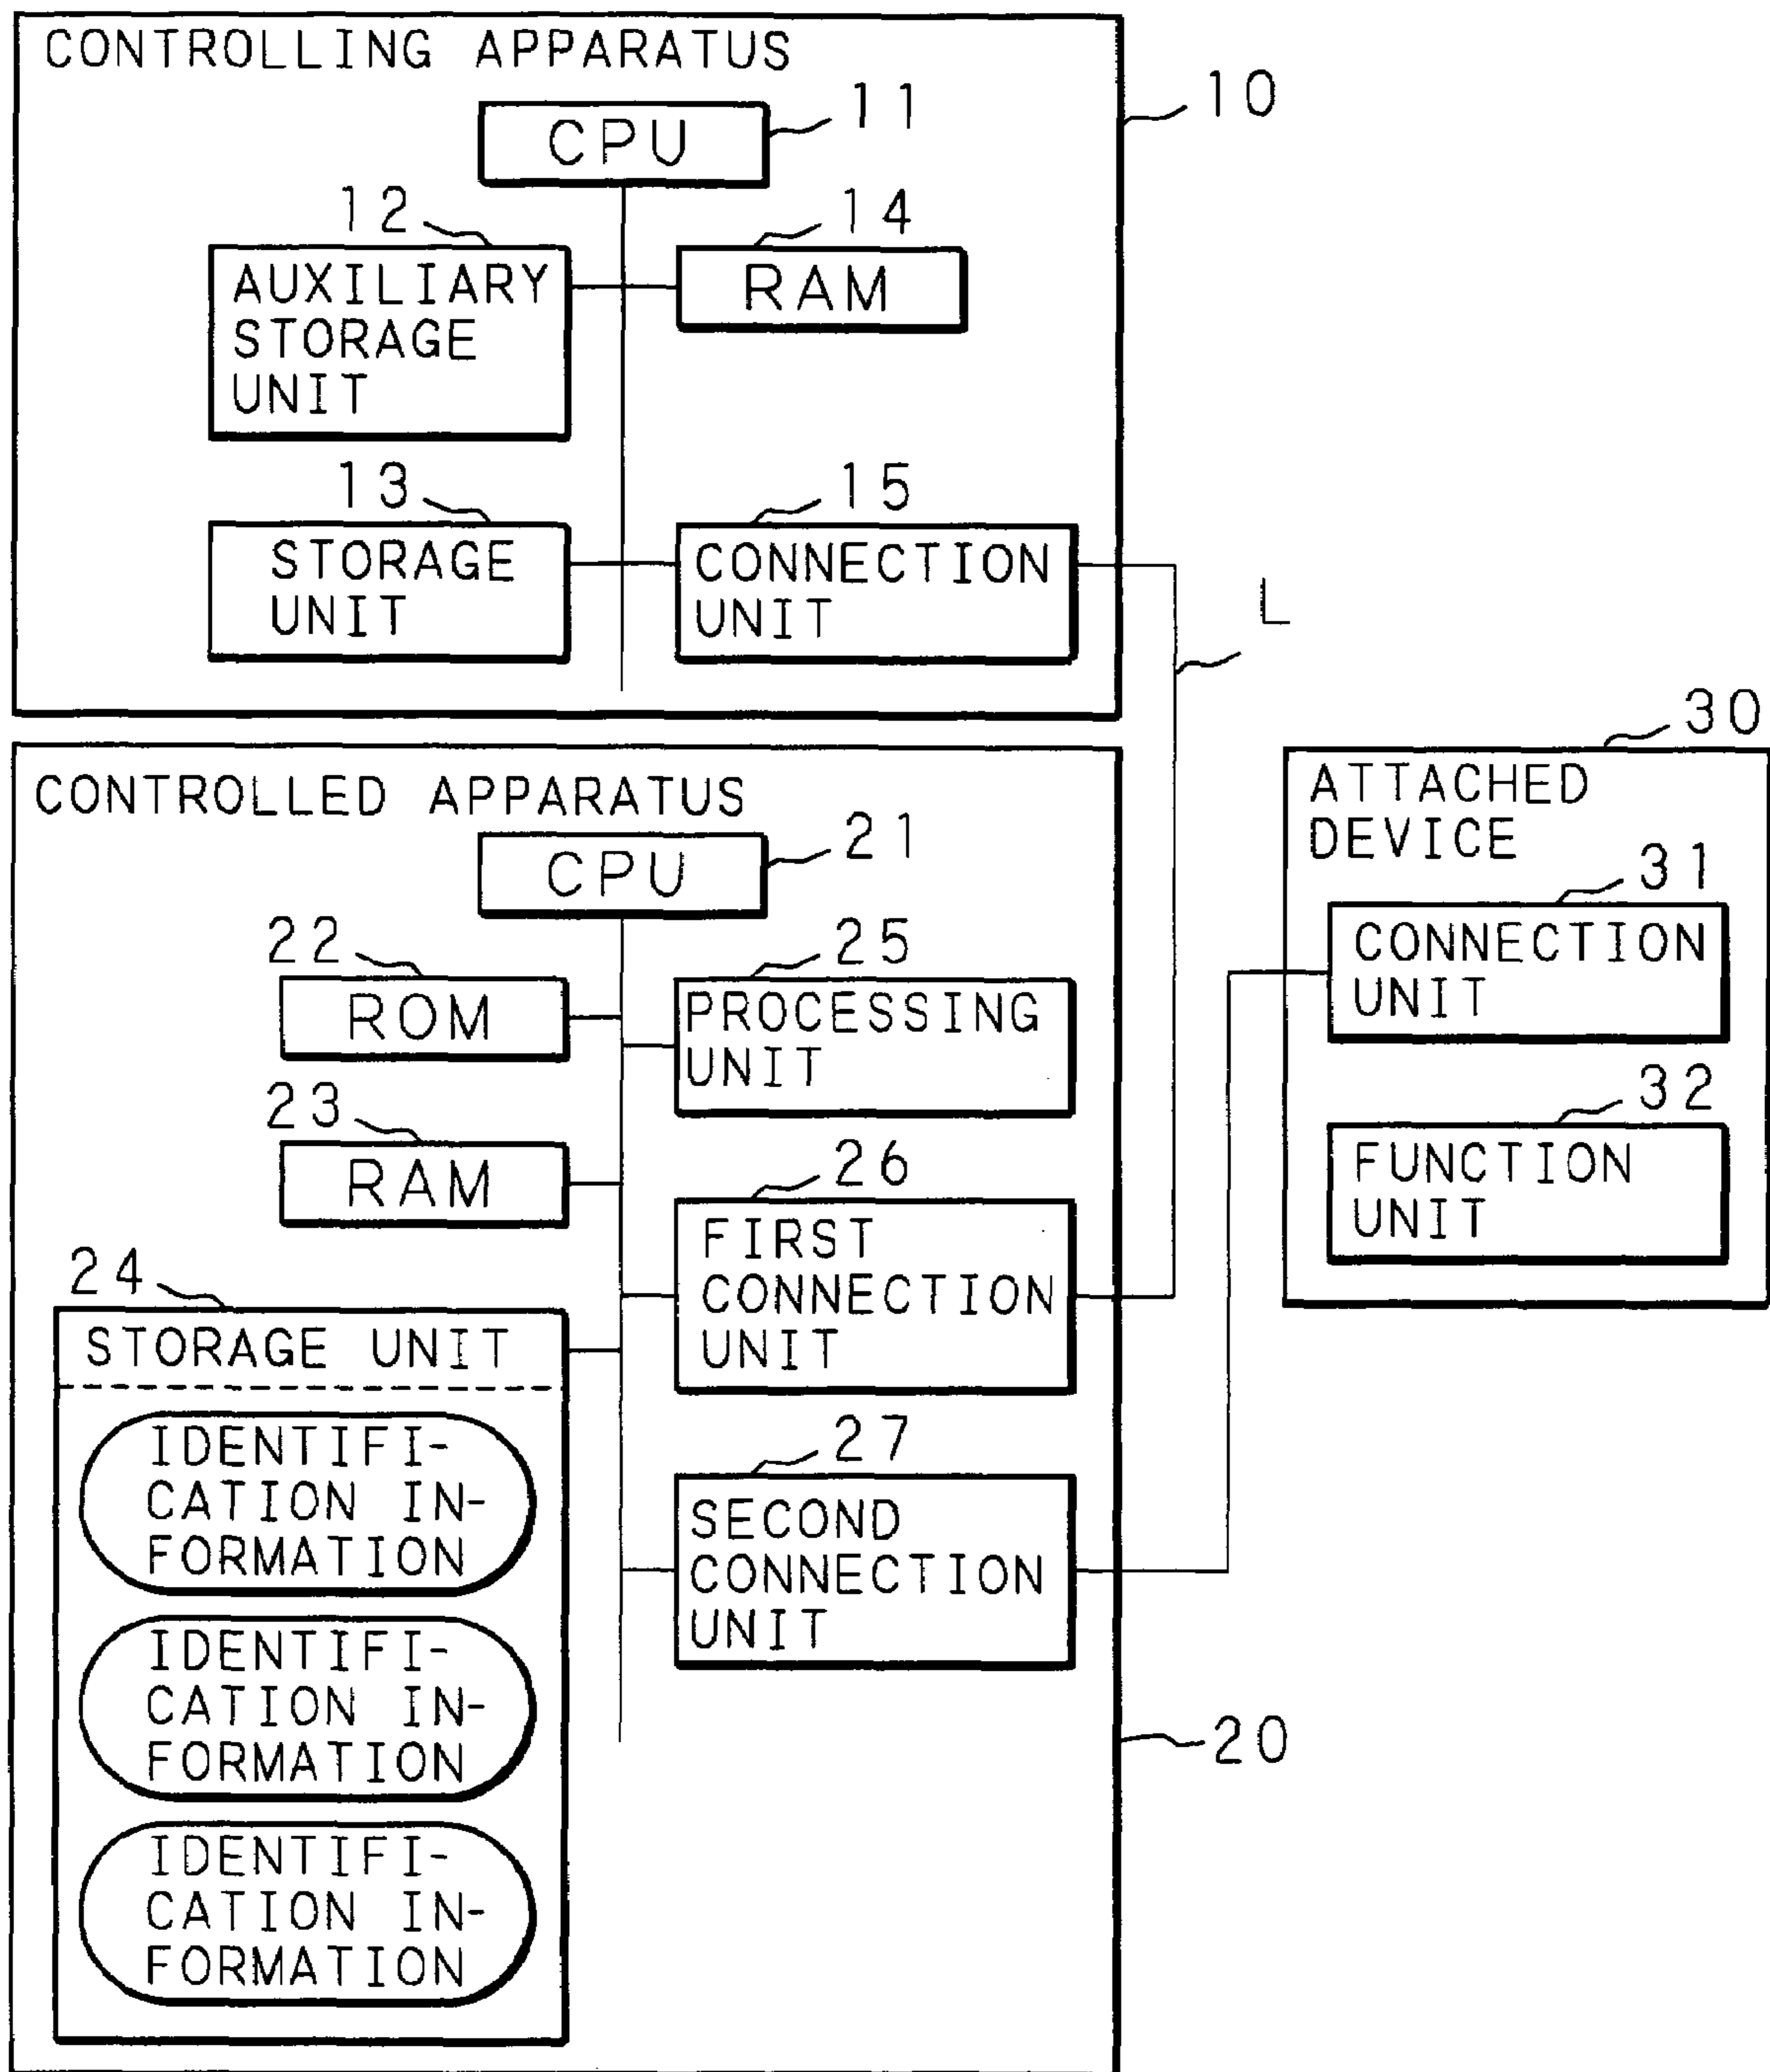 CONTROLLING APPARATUS
10
11
CPU
12
14
AUXILIARY
STORAGE
UNIT
RAM
13
15
STORAGE
UNIT
CONNECTION
UNIT
L
30
ATTACHED
DEVICE
31
CONNECTION
UNIT
32
FUNCTION
UNIT
CONTROLLED APPARATUS
21
CPU
22
25
ROM
PROCESSING
UNIT
23
RAM
26
FIRST
CONNECTION
UNIT
24
STORAGE UNIT
IDENTIFI-
CATION IN-
FORMATION
IDENTIFI-
CATION IN-
FORMATION
IDENTIFI-
CATION IN-
FORMATION
27
SECOND
CONNECTION
UNIT
20